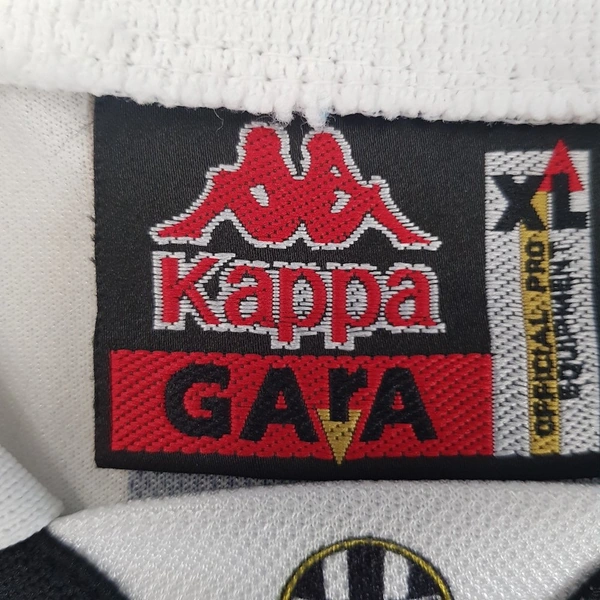 Kappa
GArA
XL
OFFICIAL PRO
EQUIPMENT